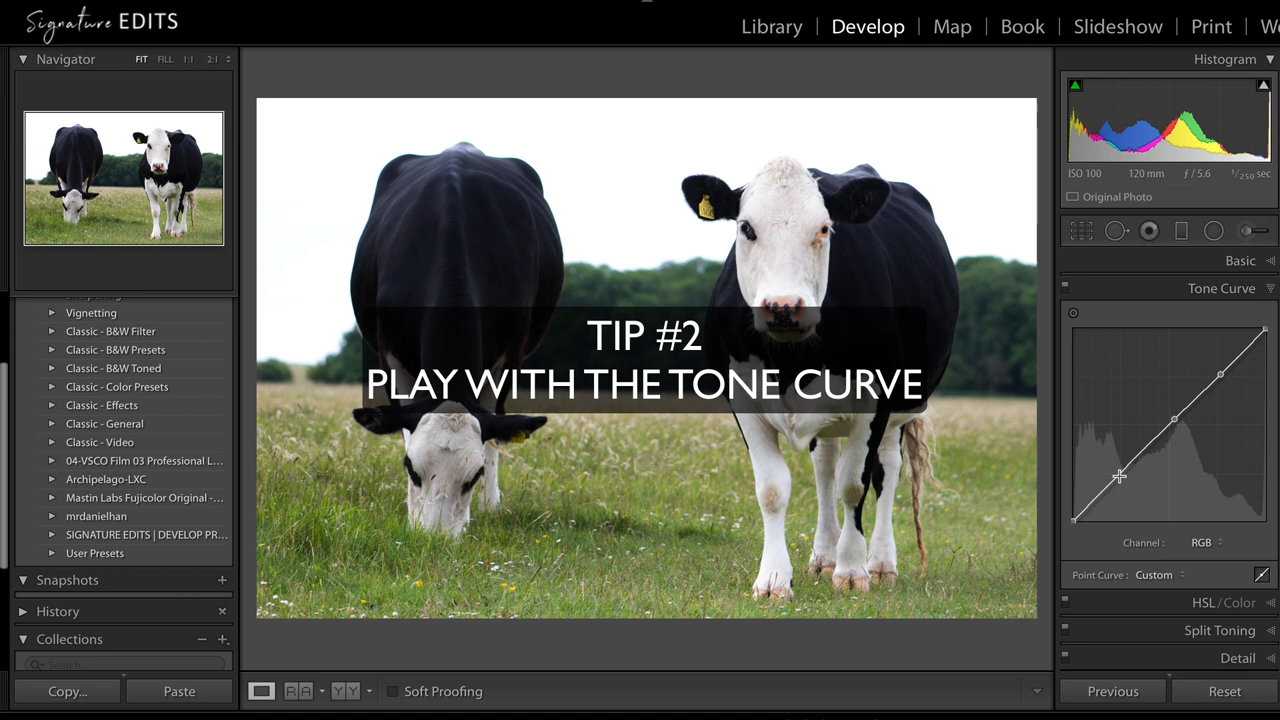 Signature EDITS
Library | Develop | Map | Book | Slideshow | Print | We
Navigator FIT FILL 1:1 2:1
Vignetting
Classic - B&W Filter
Classic - B&W Presets
Classic - B&W Toned
Classic - Color Presets
Classic - Effects
Classic - General
Classic - Video
04-VSCO Film 03 Professional L...
Archipelago-LXC
Mastin Labs Fujicolor Original -...
mrdanielhan
SIGNATURE EDITS | DEVELOP PR...
User Presets
Snapshots +
History ×
Collections − +
Search
Copy... Paste
TIP #2
PLAY WITH THE TONE CURVE
R A Y Y Soft Proofing
Histogram
ISO 100 120 mm ƒ / 5.6 1/250 sec
Original Photo
Basic
Tone Curve
Channel : RGB
Point Curve : Custom
HSL / Color
Split Toning
Detail
Previous Reset